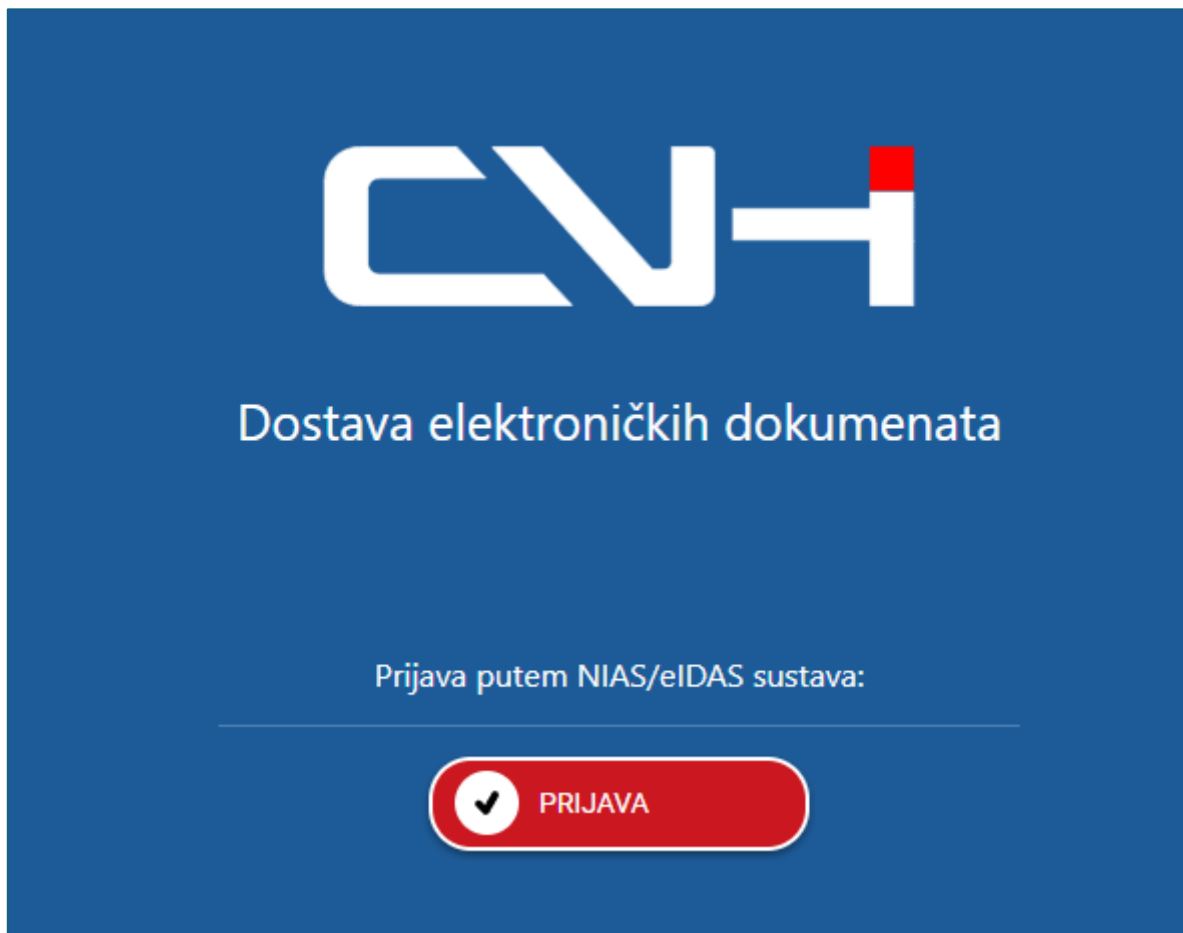 CVH
Dostava elektroničkih dokumenata
Prijava putem NIAS/eIDAS sustava:
PRIJAVA